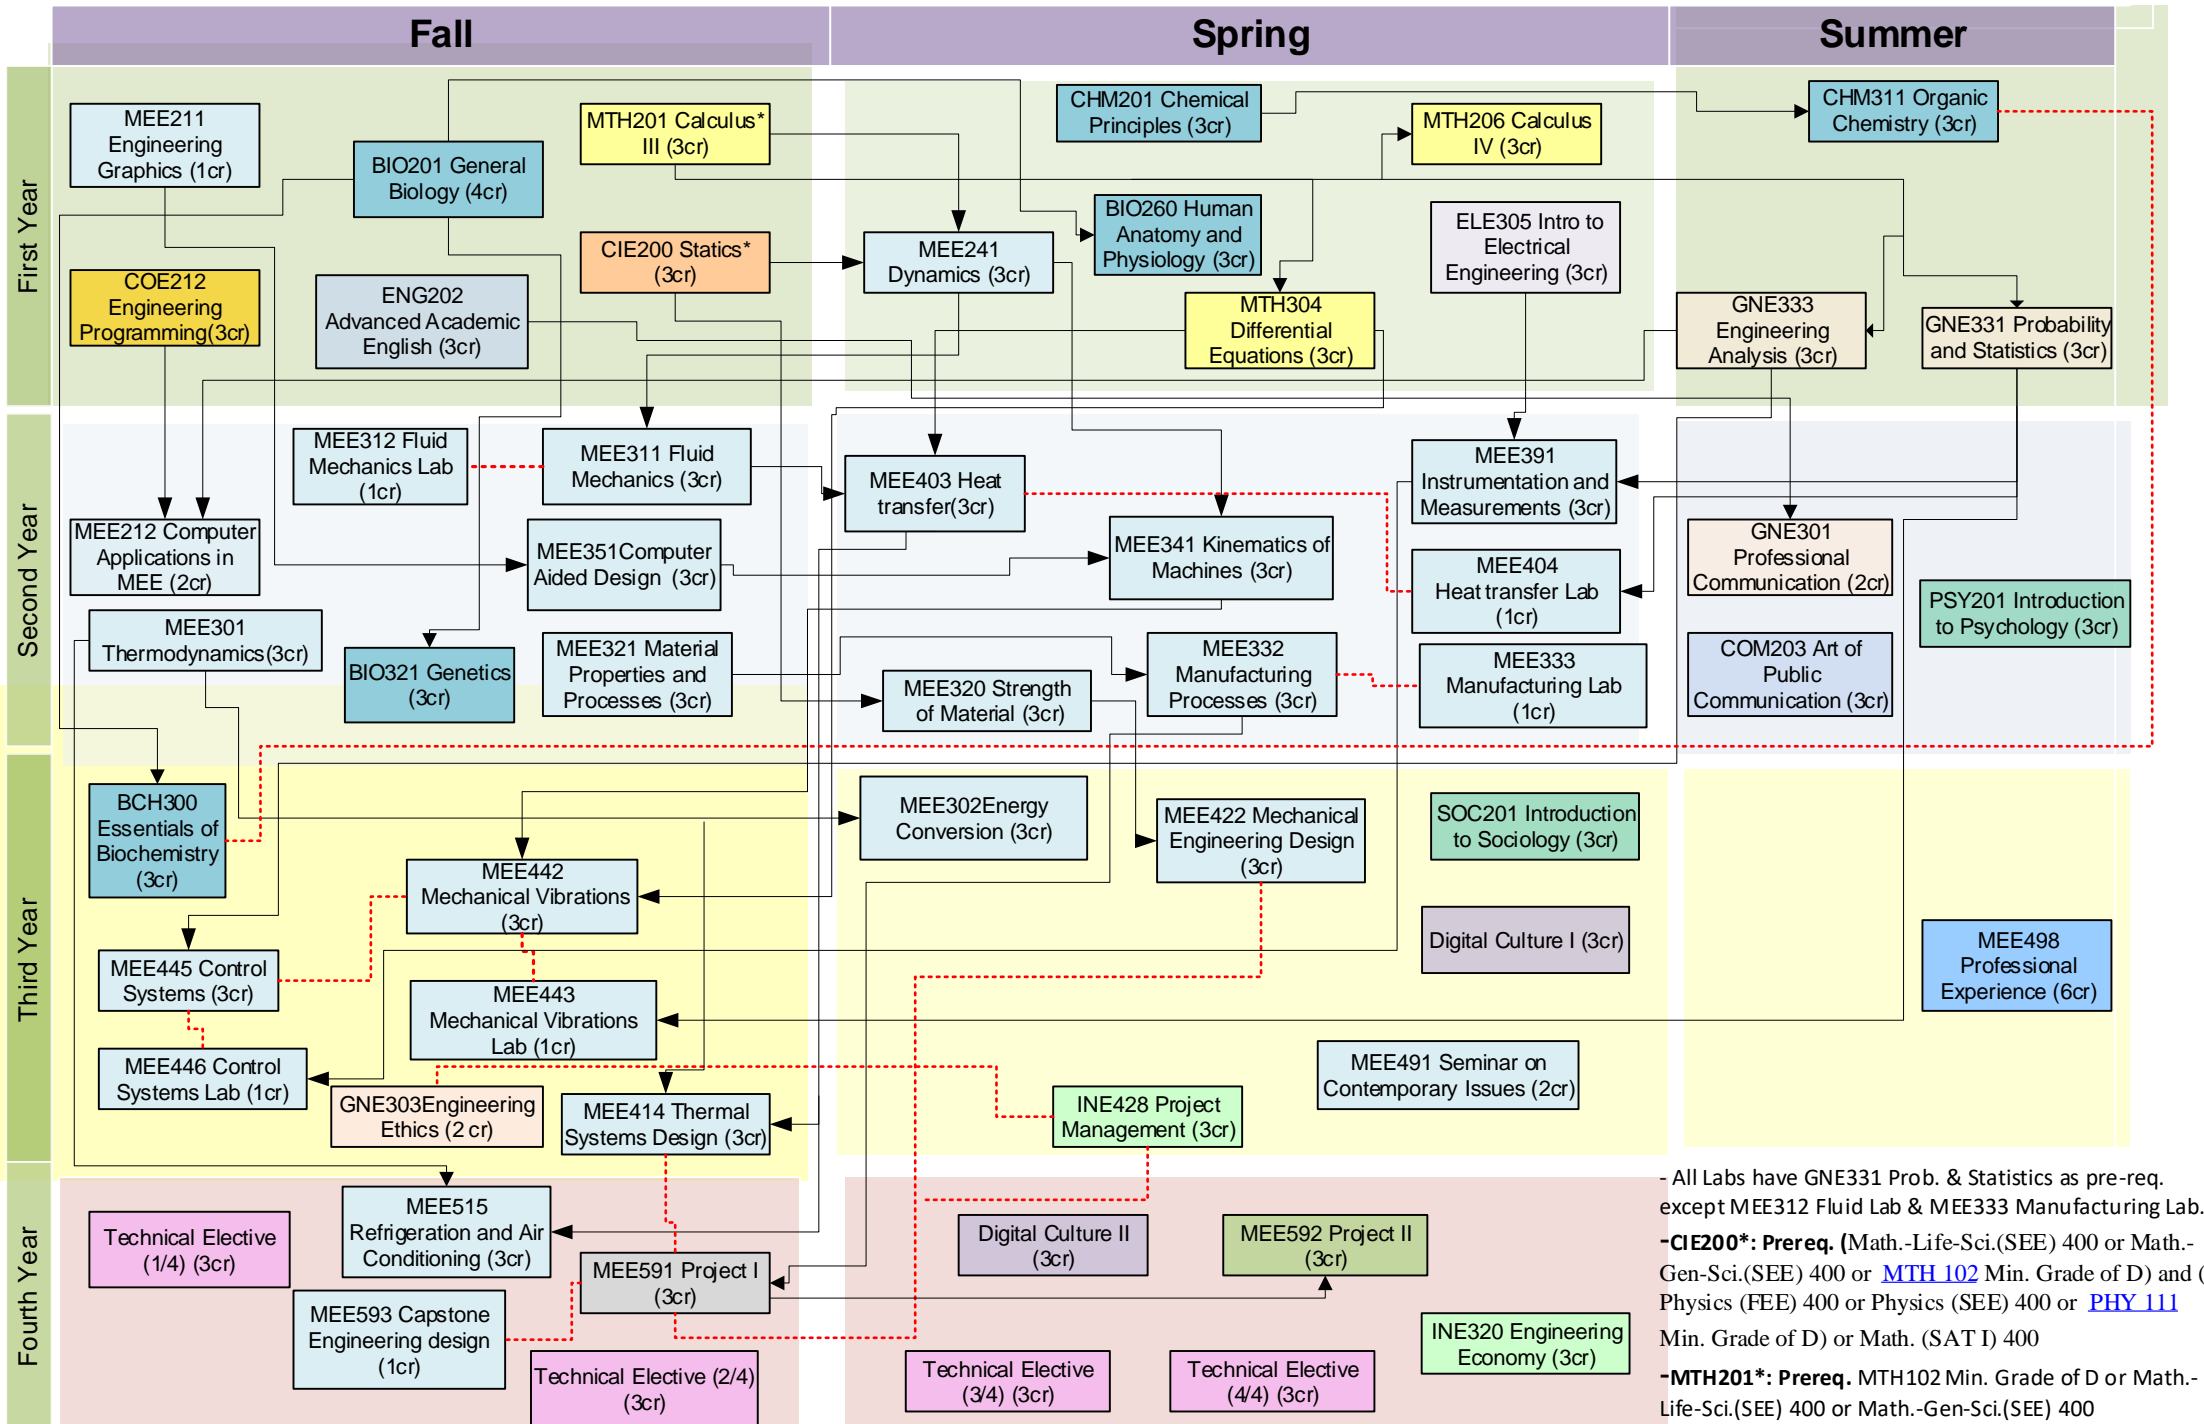 Fall
Spring
Summer
First Year
MEE211
Engineering
Graphics (1cr)
BIO201 General
Biology (4cr)
MTH201 Calculus*
III (3cr)
COE212
Engineering
Programming(3cr)
ENG202
Advanced Academic
English (3cr)
CIE200 Statics*
(3cr)
CHM201 Chemical
Principles (3cr)
MTH206 Calculus
IV (3cr)
BIO260 Human
Anatomy and
Physiology (3cr)
ELE305 Intro to
Electrical
Engineering (3cr)
MEE241
Dynamics (3cr)
MTH304
Differential
Equations (3cr)
CHM311 Organic
Chemistry (3cr)
GNE333
Engineering
Analysis (3cr)
GNE331 Probability
and Statistics (3cr)
Second Year
MEE312 Fluid
Mechanics Lab
(1cr)
MEE311 Fluid
Mechanics (3cr)
MEE212 Computer
Applications in
MEE (2cr)
MEE351Computer
Aided Design (3cr)
MEE301
Thermodynamics(3cr)
BIO321 Genetics
(3cr)
MEE321 Material
Properties and
Processes (3cr)
MEE403 Heat
transfer(3cr)
MEE391
Instrumentation and
Measurements (3cr)
MEE341 Kinematics of
Machines (3cr)
MEE404
Heat transfer Lab
(1cr)
MEE320 Strength
of Material (3cr)
MEE332
Manufacturing
Processes (3cr)
MEE333
Manufacturing Lab
(1cr)
GNE301
Professional
Communication (2cr)
PSY201 Introduction
to Psychology (3cr)
COM203 Art of
Public
Communication (3cr)
Third Year
BCH300
Essentials of
Biochemistry
(3cr)
MEE442
Mechanical Vibrations
(3cr)
MEE445 Control
Systems (3cr)
MEE443
Mechanical Vibrations
Lab (1cr)
MEE446 Control
Systems Lab (1cr)
GNE303Engineering
Ethics (2 cr)
MEE414 Thermal
Systems Design (3cr)
MEE302Energy
Conversion (3cr)
MEE422 Mechanical
Engineering Design
(3cr)
SOC201 Introduction
to Sociology (3cr)
Digital Culture I (3cr)
MEE491 Seminar on
Contemporary Issues (2cr)
INE428 Project
Management (3cr)
MEE498
Professional
Experience (6cr)
Fourth Year
Technical Elective
(1/4) (3cr)
MEE515
Refrigeration and Air
Conditioning (3cr)
MEE591 Project I
(3cr)
MEE593 Capstone
Engineering design
(1cr)
Technical Elective (2/4)
(3cr)
Digital Culture II
(3cr)
MEE592 Project II
(3cr)
INE320 Engineering
Economy (3cr)
Technical Elective
(3/4) (3cr)
Technical Elective
(4/4) (3cr)
- All Labs have GNE331 Prob. & Statistics as pre-req.
except MEE312 Fluid Lab & MEE333 Manufacturing Lab.
-CIE200*: Prereq. (Math.-Life-Sci.(SEE) 400 or Math.-
Gen-Sci.(SEE) 400 or MTH 102 Min. Grade of D) and (
Physics (FEE) 400 or Physics (SEE) 400 or PHY 111
Min. Grade of D) or Math. (SAT I) 400
-MTH201*: Prereq. MTH102 Min. Grade of D or Math.-
Life-Sci.(SEE) 400 or Math.-Gen-Sci.(SEE) 400